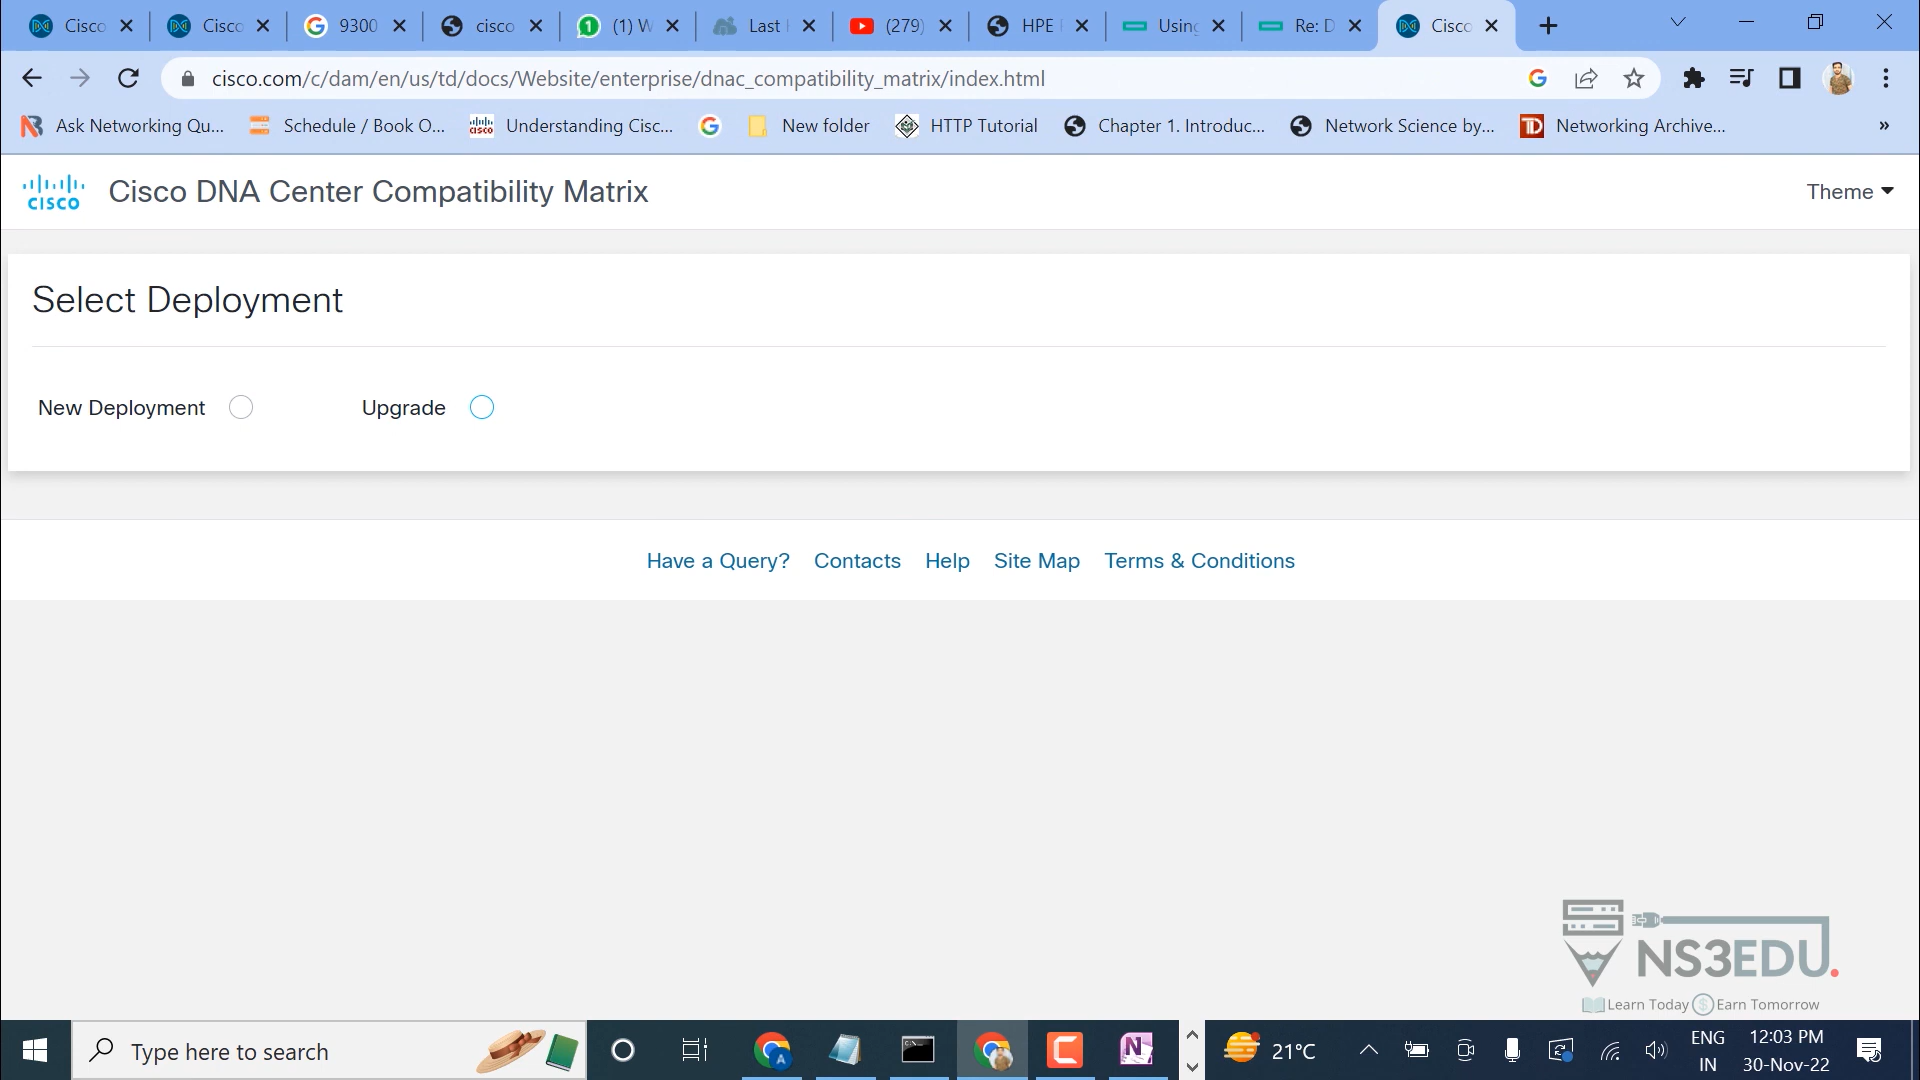 Cisco
Cisco
9300
cisco
(1) W
Last
(279)
HPE
Using
Re: D
Cisco
cisco.com/c/dam/en/us/td/docs/Website/enterprise/dnac_compatibility_matrix/index.html
Ask Networking Qu...
Schedule / Book O...
Understanding Cisc...
New folder
HTTP Tutorial
Chapter 1. Introduc...
Network Science by...
Networking Archive...
»
CISCO
Cisco DNA Center Compatibility Matrix
Theme
Select Deployment
New Deployment
Upgrade
Have a Query?
Contacts
Help
Site Map
Terms & Conditions
NS3EDU.
Learn Today $ Earn Tomorrow
Type here to search
21°C
ENG
IN
12:03 PM
30-Nov-22